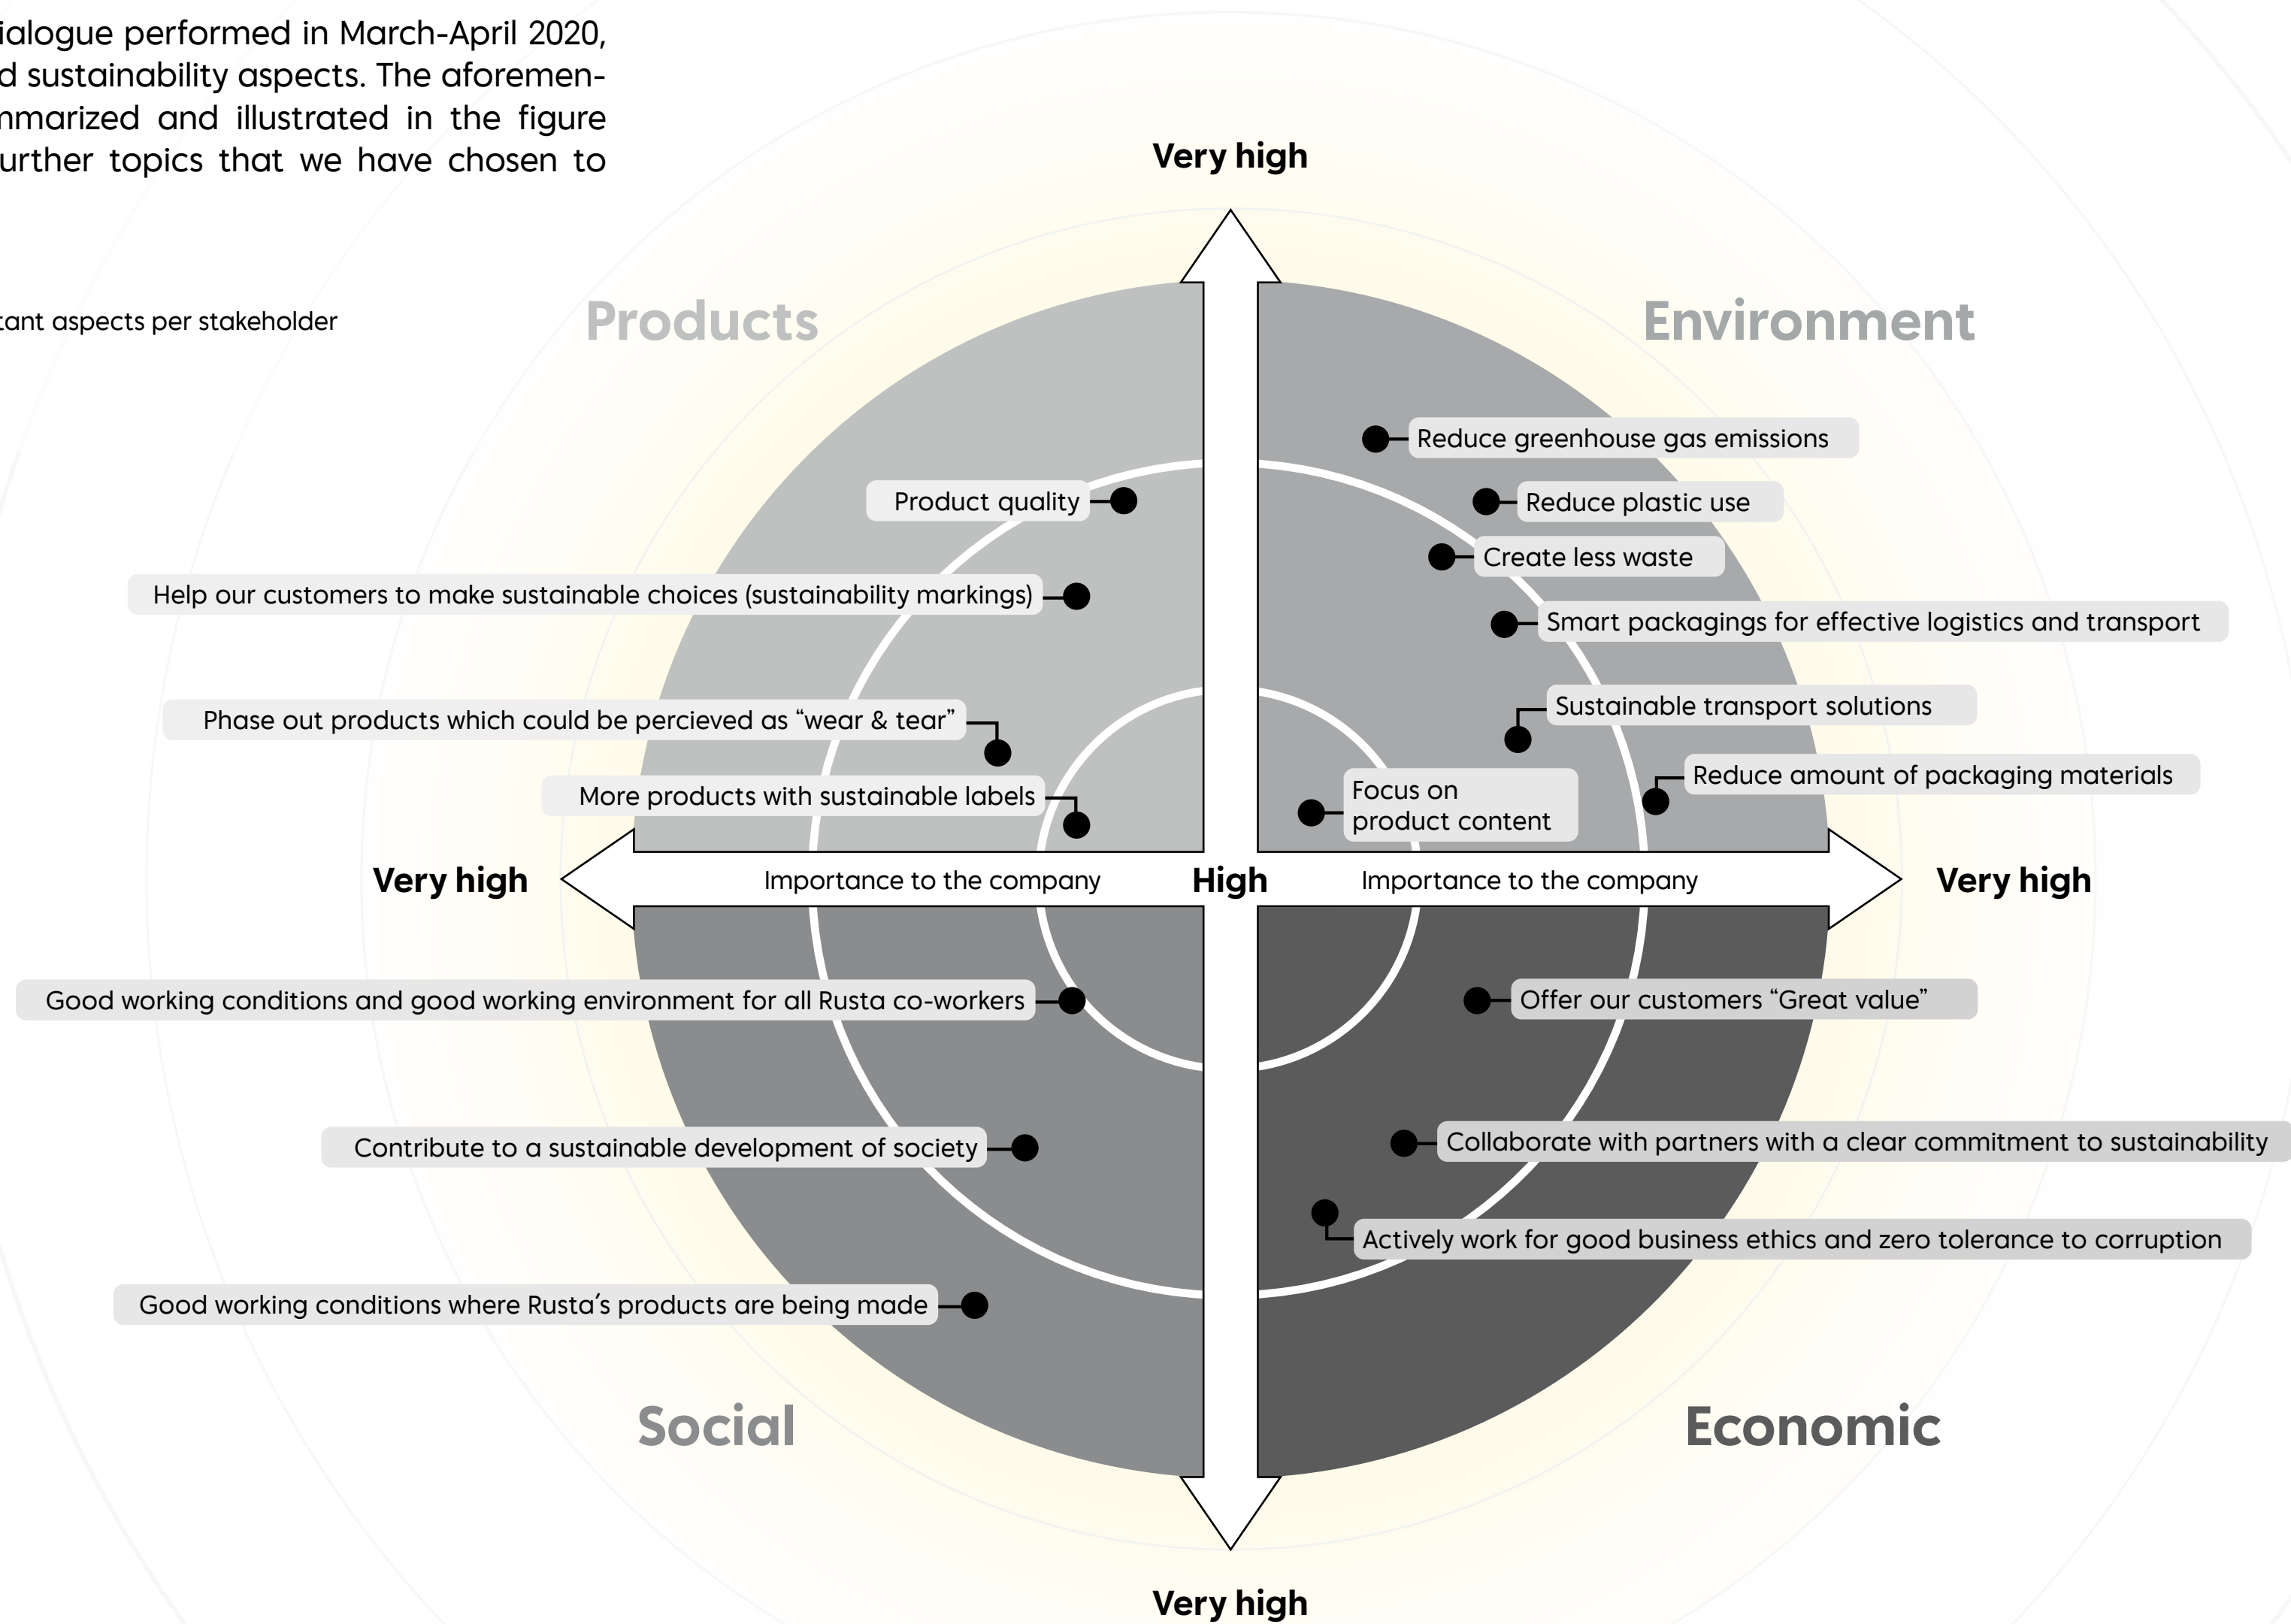 ialogue performed in March-April 2020,
d sustainability aspects. The aforemen-
mmarized and illustrated in the figure
urther topics that we have chosen to
tant aspects per stakeholder
Very high
Products
Environment
Reduce greenhouse gas emissions
Product quality
Reduce plastic use
Create less waste
Help our customers to make sustainable choices (sustainability markings)
Smart packagings for effective logistics and transport
Phase out products which could be percieved as “wear & tear”
Sustainable transport solutions
More products with sustainable labels
Focus on
product content
Reduce amount of packaging materials
Very high
Importance to the company
High
Importance to the company
Very high
Good working conditions and good working environment for all Rusta co-workers
Offer our customers “Great value”
Contribute to a sustainable development of society
Collaborate with partners with a clear commitment to sustainability
Actively work for good business ethics and zero tolerance to corruption
Good working conditions where Rusta’s products are being made
Social
Economic
Very high